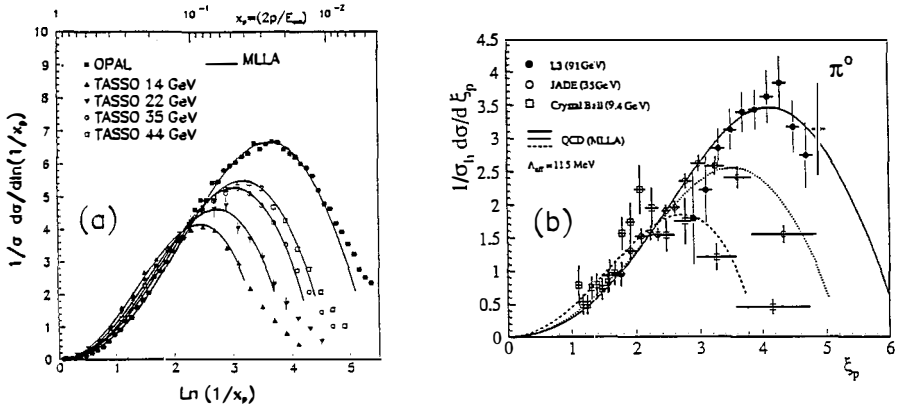 1 10⁻¹ x_p=(2p/E_cm) 10⁻²
10
9
8
7
6
5
4
3
2
1
0
1/σ dσ/dln(1/x_p)
OPAL
MLLA
TASSO 14 GeV
TASSO 22 GeV
TASSO 35 GeV
TASSO 44 GeV
(a)
0 1 2 3 4 5
Ln (1/x_p)
4.5
4
3.5
3
2.5
2
1.5
1
0.5
0
1/σ_h dσ/d ξ_p
L3 (91GeV)
JADE (35GeV)
Crystal Ball (9.4 GeV)
QCD (MLLA)
Λ_eff = 115 MeV
π⁰
(b)
0 1 2 3 4 5 6
ξ_p